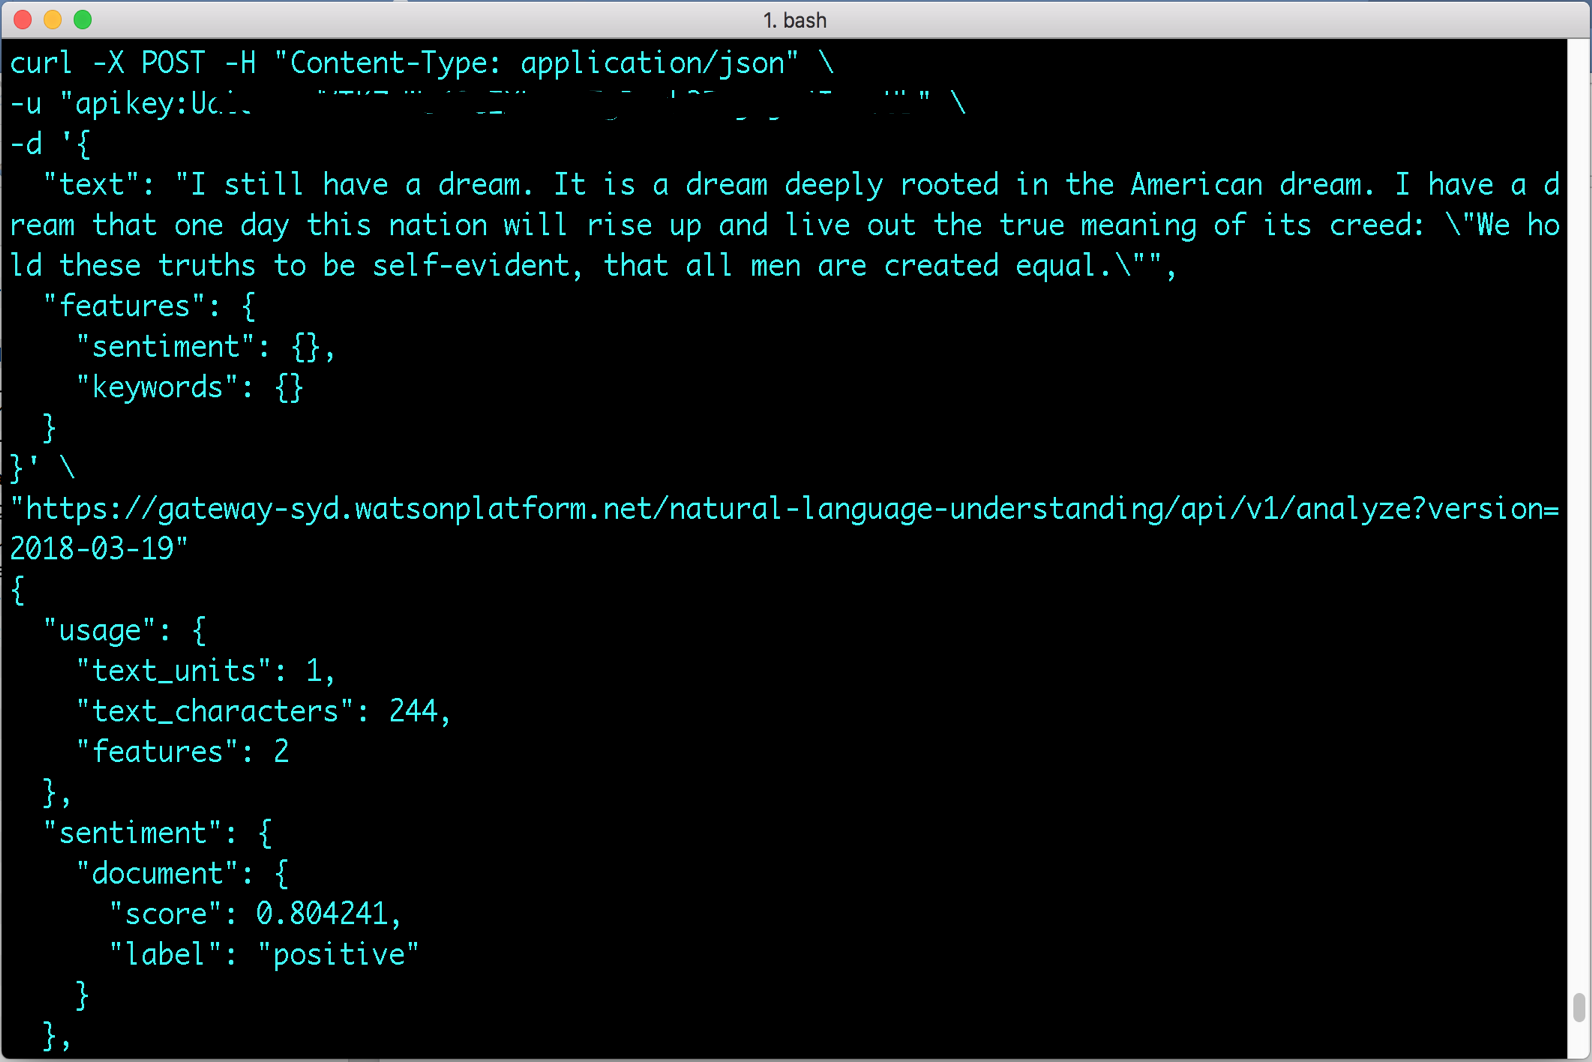 1. bash
curl -X POST -H "Content-Type: application/json" \
-u "apikey: " \
-d '{
  "text": "I still have a dream. It is a dream deeply rooted in the American dream. I have a d
ream that one day this nation will rise up and live out the true meaning of its creed: \"We ho
ld these truths to be self-evident, that all men are created equal.\"",
  "features": {
    "sentiment": {},
    "keywords": {}
  }
}' \
"https://gateway-syd.watsonplatform.net/natural-language-understanding/api/v1/analyze?version=
2018-03-19"
{
  "usage": {
    "text_units": 1,
    "text_characters": 244,
    "features": 2
  },
  "sentiment": {
    "document": {
      "score": 0.804241,
      "label": "positive"
    }
  },